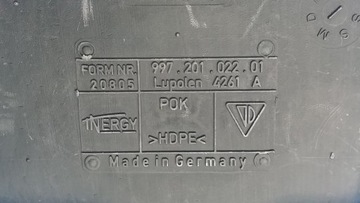 FORM NR. 997.201.022.01
20805 Lupolen 4261 A
POK
INERGY
>HDPE<
Made in Germany